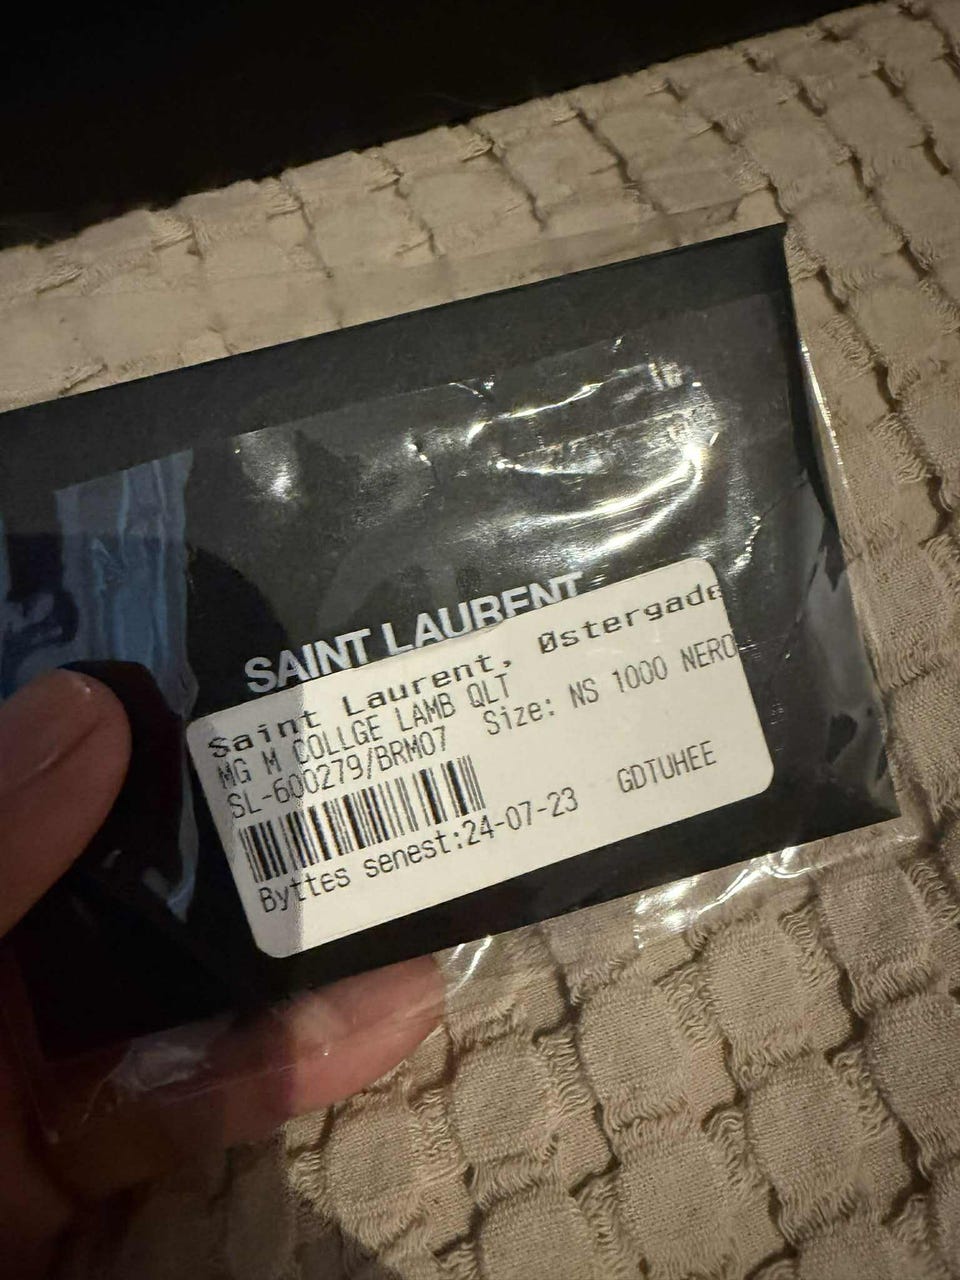 SAINT LAURENT
Saint Laurent, Østergade
MG M COLLGE LAMB QLT
SL-600279/BRM07 Size: NS 1000 NERO
Byttes senest:24-07-23 GDTUHEE